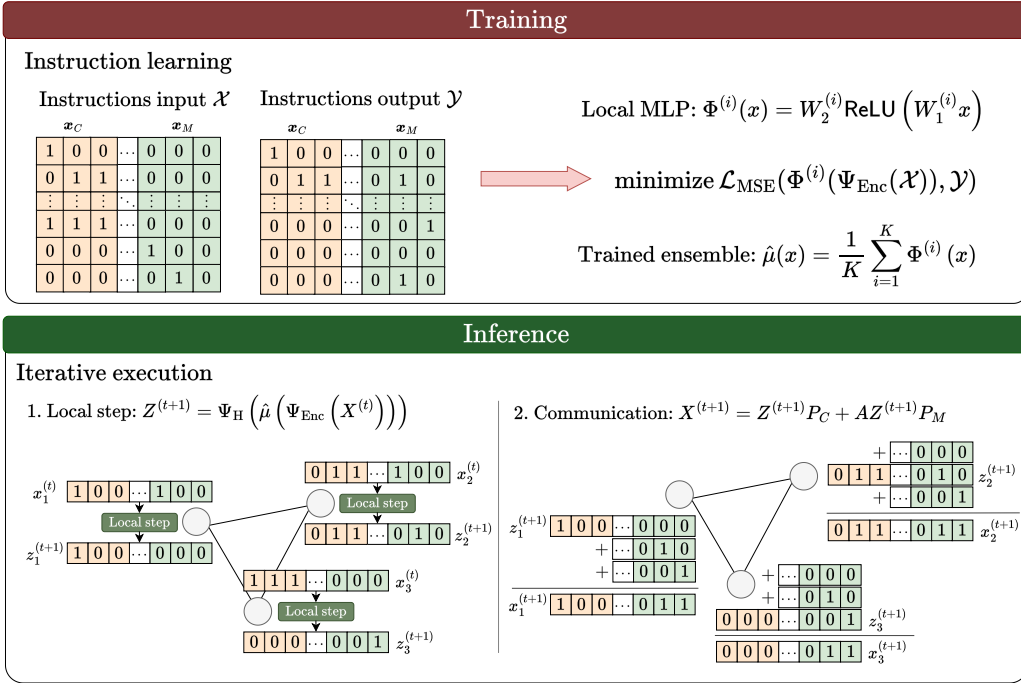 Training
Instruction learning
Instructions input 𝒳
x_C x_M
1 0 0 ⋯ 0 0 0
0 1 1 ⋯ 0 0 0
⋮ ⋮ ⋮ ⋱ ⋮ ⋮ ⋮
1 1 1 ⋯ 0 0 0
0 0 0 ⋯ 1 0 0
0 0 0 ⋯ 0 1 0
Instructions output 𝒴
x_C x_M
1 0 0 ⋯ 0 0 0
0 1 1 ⋯ 0 1 0
⋮ ⋮ ⋮ ⋱ ⋮ ⋮ ⋮
0 0 0 ⋯ 0 0 1
0 0 0 ⋯ 0 0 0
0 0 0 ⋯ 0 1 0
Local MLP: Φ^(i)(x) = W_2^(i) ReLU (W_1^(i) x)
minimize ℒ_MSE(Φ^(i)(Ψ_Enc(𝒳)), 𝒴)
Trained ensemble: μ̂(x) = 1/K ∑_{i=1}^{K} Φ^(i) (x)
Inference
Iterative execution
1. Local step: Z^(t+1) = Ψ_H (μ̂ (Ψ_Enc (X^(t))))
x_1^(t) 1 0 0 ⋯ 1 0 0
Local step
z_1^(t+1) 1 0 0 ⋯ 0 0 0
0 1 1 ⋯ 1 0 0 x_2^(t)
Local step
0 1 1 ⋯ 0 1 0 z_2^(t+1)
1 1 1 ⋯ 0 0 0 x_3^(t)
Local step
0 0 0 ⋯ 0 0 1 z_3^(t+1)
2. Communication: X^(t+1) = Z^(t+1) P_C + A Z^(t+1) P_M
z_1^(t+1) 1 0 0 ⋯ 0 0 0
+ ⋯ 0 1 0
+ ⋯ 0 0 1
x_1^(t+1) 1 0 0 ⋯ 0 1 1
+ ⋯ 0 0 0
0 1 1 ⋯ 0 1 0 z_2^(t+1)
+ ⋯ 0 0 1
0 1 1 ⋯ 0 1 1 x_2^(t+1)
+ ⋯ 0 0 0
+ ⋯ 0 1 0
0 0 0 ⋯ 0 0 1 z_3^(t+1)
0 0 0 ⋯ 0 1 1 x_3^(t+1)